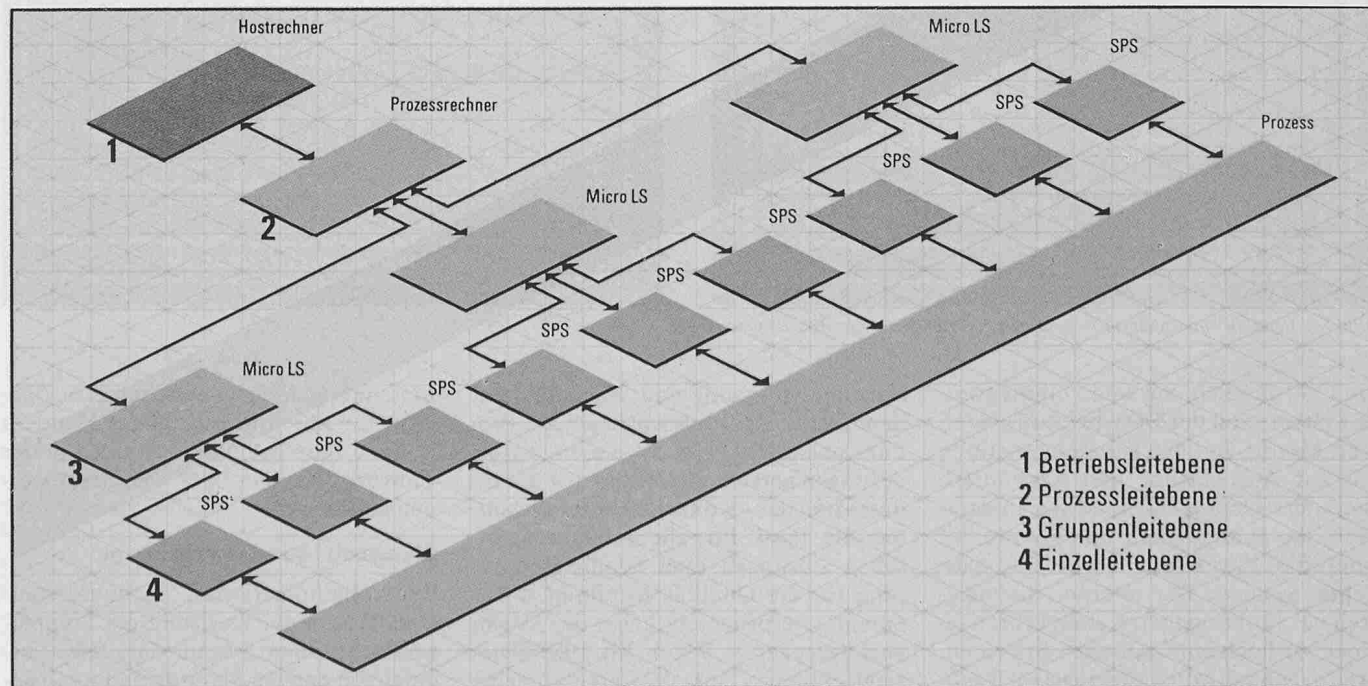 Hostrechner
1
Prozessrechner
2
Micro LS
SPS
SPS
SPS
Prozess
Micro LS
SPS
SPS
SPS
Micro LS
3
SPS
SPS
SPS
4
1 Betriebsleitebene
2 Prozessleitebene
3 Gruppenleitebene
4 Einzelleitebene